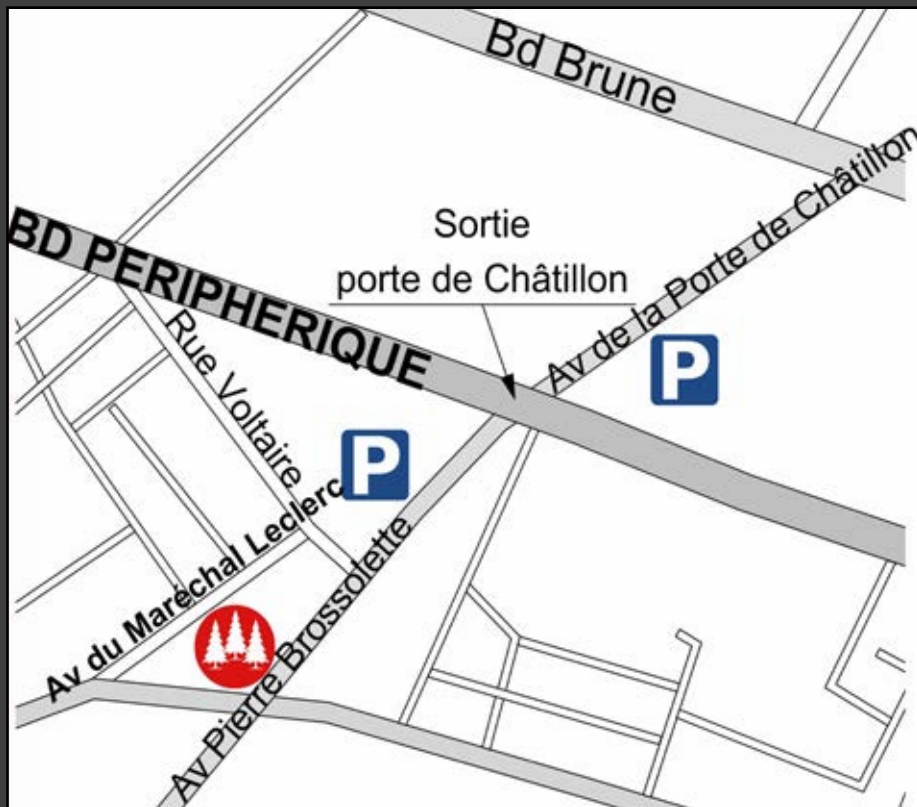 Bd Brune
Av de la Porte de Châtillon
Sortie
porte de Châtillon
BD PERIPHERIQUE
Rue Voltaire
P
P
Av du Maréchal Leclerc
Av Pierre Brossolette